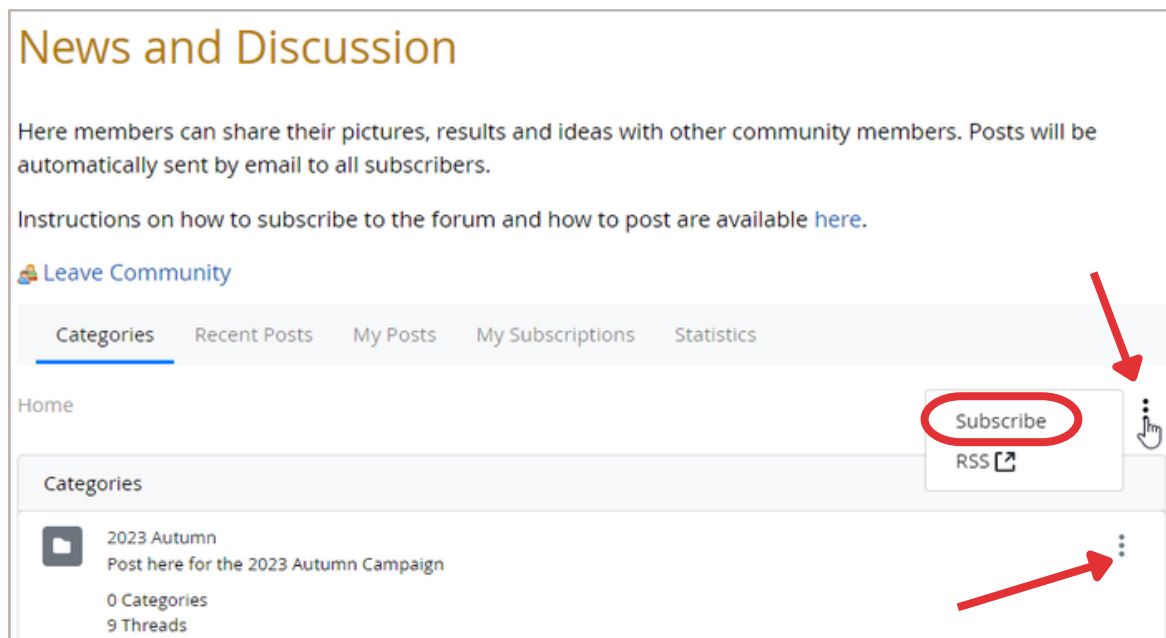 News and Discussion
Here members can share their pictures, results and ideas with other community members. Posts will be
automatically sent by email to all subscribers.
Instructions on how to subscribe to the forum and how to post are available here.
Leave Community
Categories Recent Posts My Posts My Subscriptions Statistics
Home
Subscribe
RSS
Categories
2023 Autumn
Post here for the 2023 Autumn Campaign
0 Categories
9 Threads